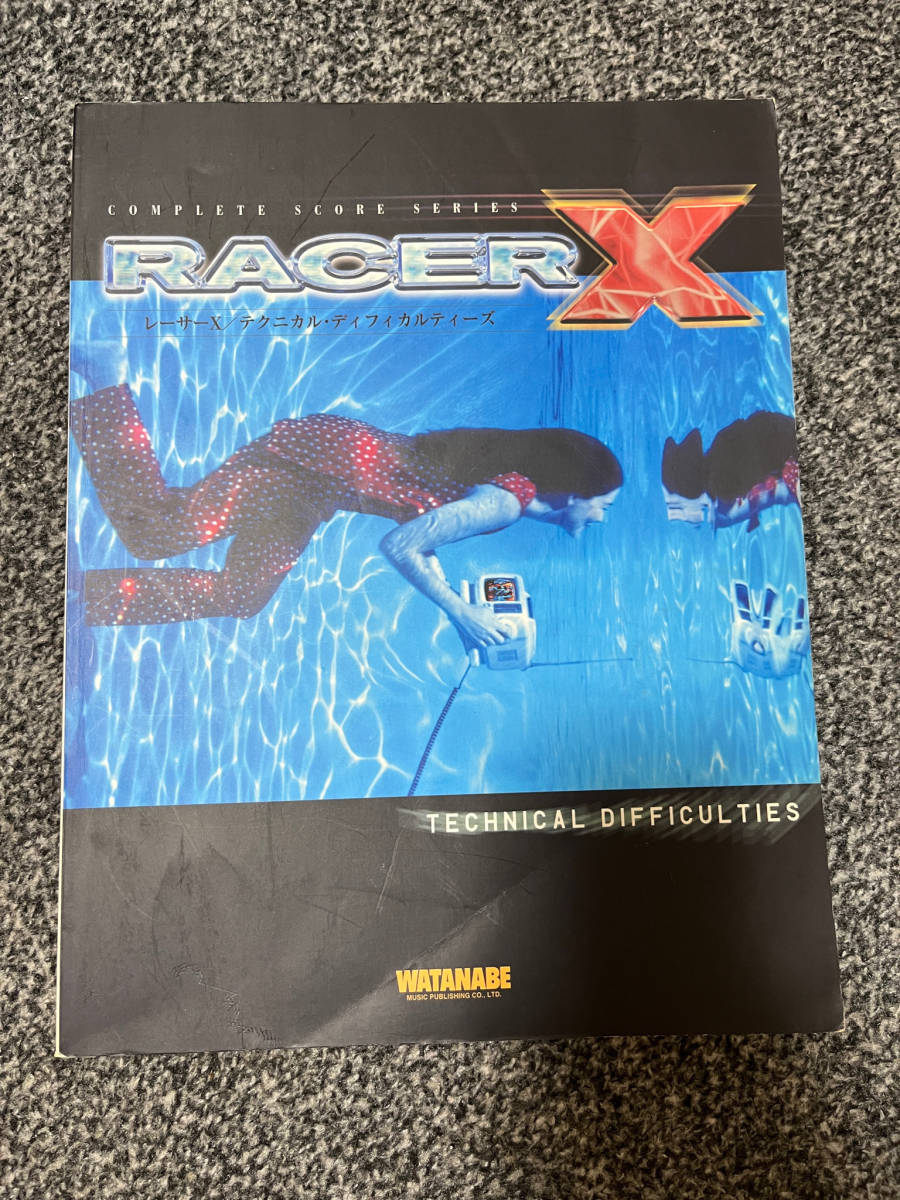 COMPLETE SCORE SERIES
RACER X
レーサーX/テクニカル・ディフィカルティーズ
TECHNICAL DIFFICULTIES
WATANABE
MUSIC PUBLISHING CO., LTD.